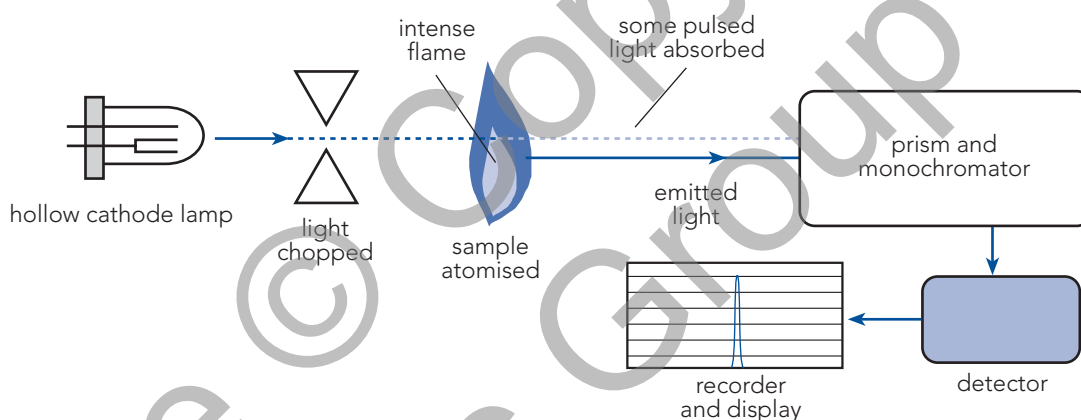 intense
flame
some pulsed
light absorbed
prism and
monochromator
hollow cathode lamp
light
chopped
sample
atomised
emitted
light
recorder
and display
detector
©
Group